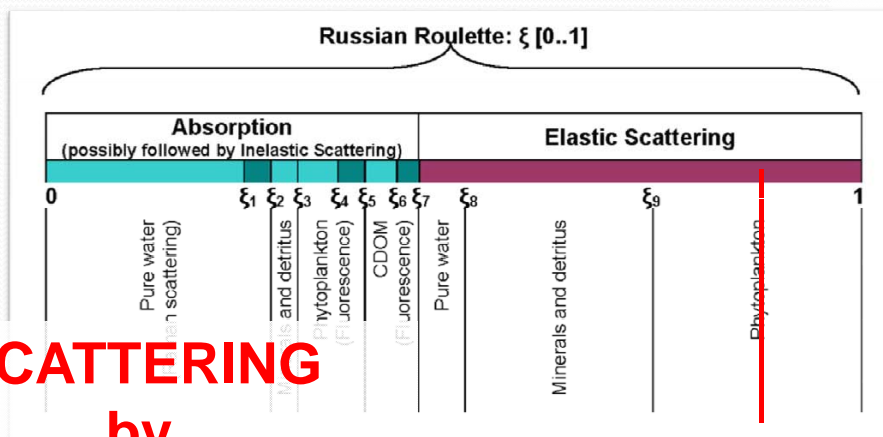 Russian Roulette: ξ [0..1]
Absorption
(possibly followed by Inelastic Scattering)
Elastic Scattering
0 ξ1 ξ2 ξ3 ξ4 ξ5 ξ6 ξ7 ξ8 ξ9 1
Pure water
scattering)
Minerals and detritus
Phytoplankton
(Fluorescence)
CDOM
(Fluorescence)
Pure water
Minerals and detritus
Phytoplankton
CATTERING
by